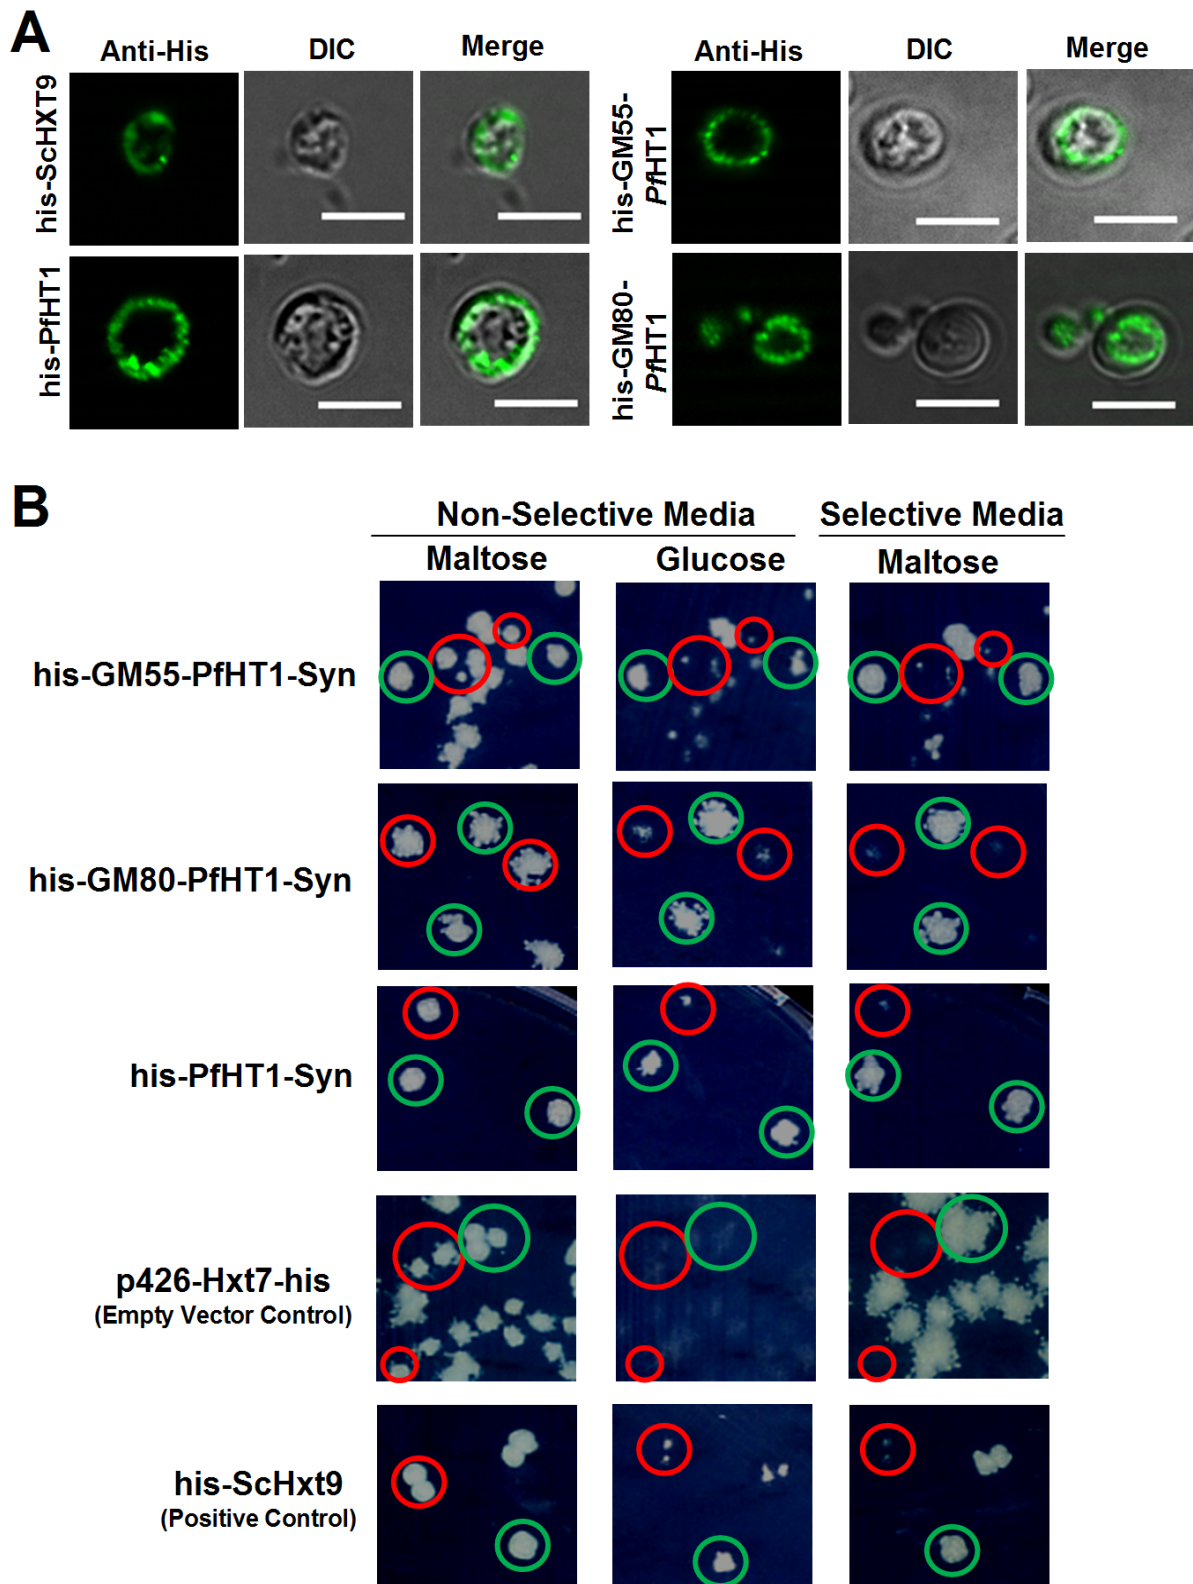 A
Anti-His DIC Merge Anti-His DIC Merge
his-ScHXT9
his-GM55-
PfHT1
his-PfHT1
his-GM80-
PfHT1
B
Non-Selective Media Selective Media
Maltose Glucose Maltose
his-GM55-PfHT1-Syn
his-GM80-PfHT1-Syn
his-PfHT1-Syn
p426-Hxt7-his
(Empty Vector Control)
his-ScHxt9
(Positive Control)